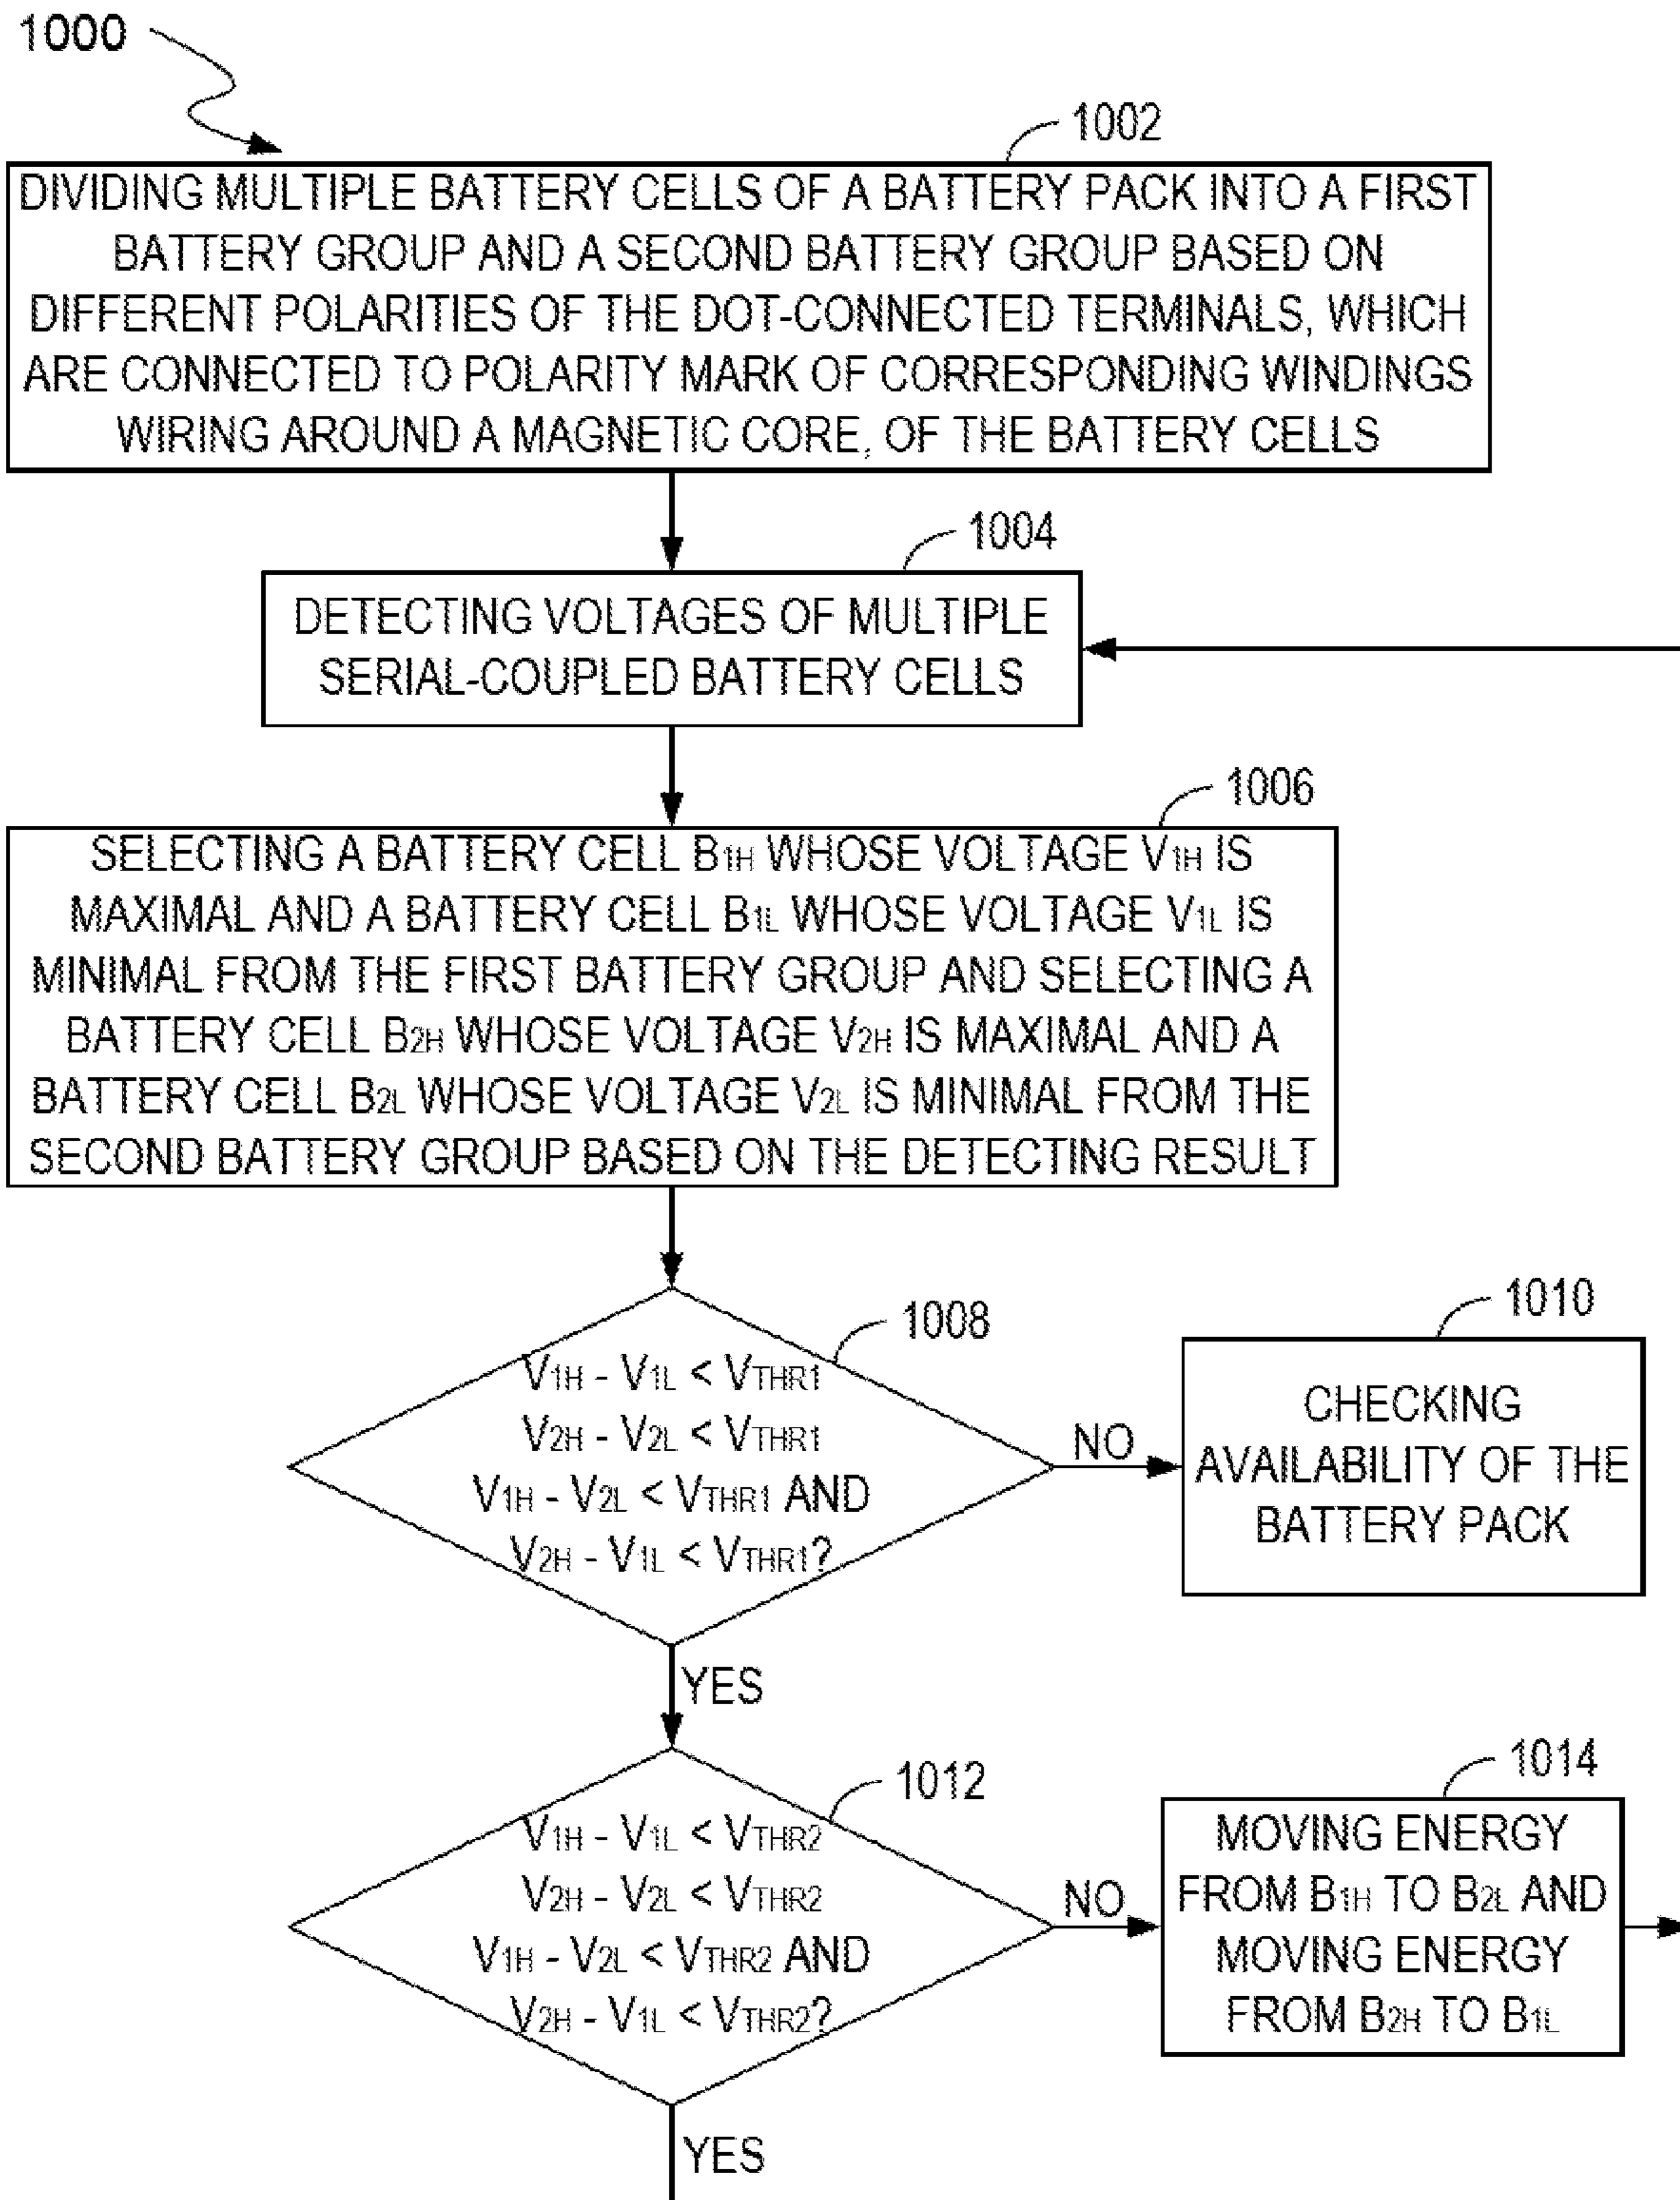 1000
1002
DIVIDING MULTIPLE BATTERY CELLS OF A BATTERY PACK INTO A FIRST
BATTERY GROUP AND A SECOND BATTERY GROUP BASED ON
DIFFERENT POLARITIES OF THE DOT-CONNECTED TERMINALS, WHICH
ARE CONNECTED TO POLARITY MARK OF CORRESPONDING WINDINGS
WIRING AROUND A MAGNETIC CORE, OF THE BATTERY CELLS
1004
DETECTING VOLTAGES OF MULTIPLE
SERIAL-COUPLED BATTERY CELLS
1006
SELECTING A BATTERY CELL B1H WHOSE VOLTAGE V1H IS
MAXIMAL AND A BATTERY CELL B1L WHOSE VOLTAGE V1L IS
MINIMAL FROM THE FIRST BATTERY GROUP AND SELECTING A
BATTERY CELL B2H WHOSE VOLTAGE V2H IS MAXIMAL AND A
BATTERY CELL B2L WHOSE VOLTAGE V2L IS MINIMAL FROM THE
SECOND BATTERY GROUP BASED ON THE DETECTING RESULT
1008
V1H - V1L < VTHR1
V2H - V2L < VTHR1
V1H - V2L < VTHR1 AND
V2H - V1L < VTHR1?
NO
1010
CHECKING
AVAILABILITY OF THE
BATTERY PACK
YES
1012
V1H - V1L < VTHR2
V2H - V2L < VTHR2
V1H - V2L < VTHR2 AND
V2H - V1L < VTHR2?
NO
1014
MOVING ENERGY
FROM B1H TO B2L AND
MOVING ENERGY
FROM B2H TO B1L
YES